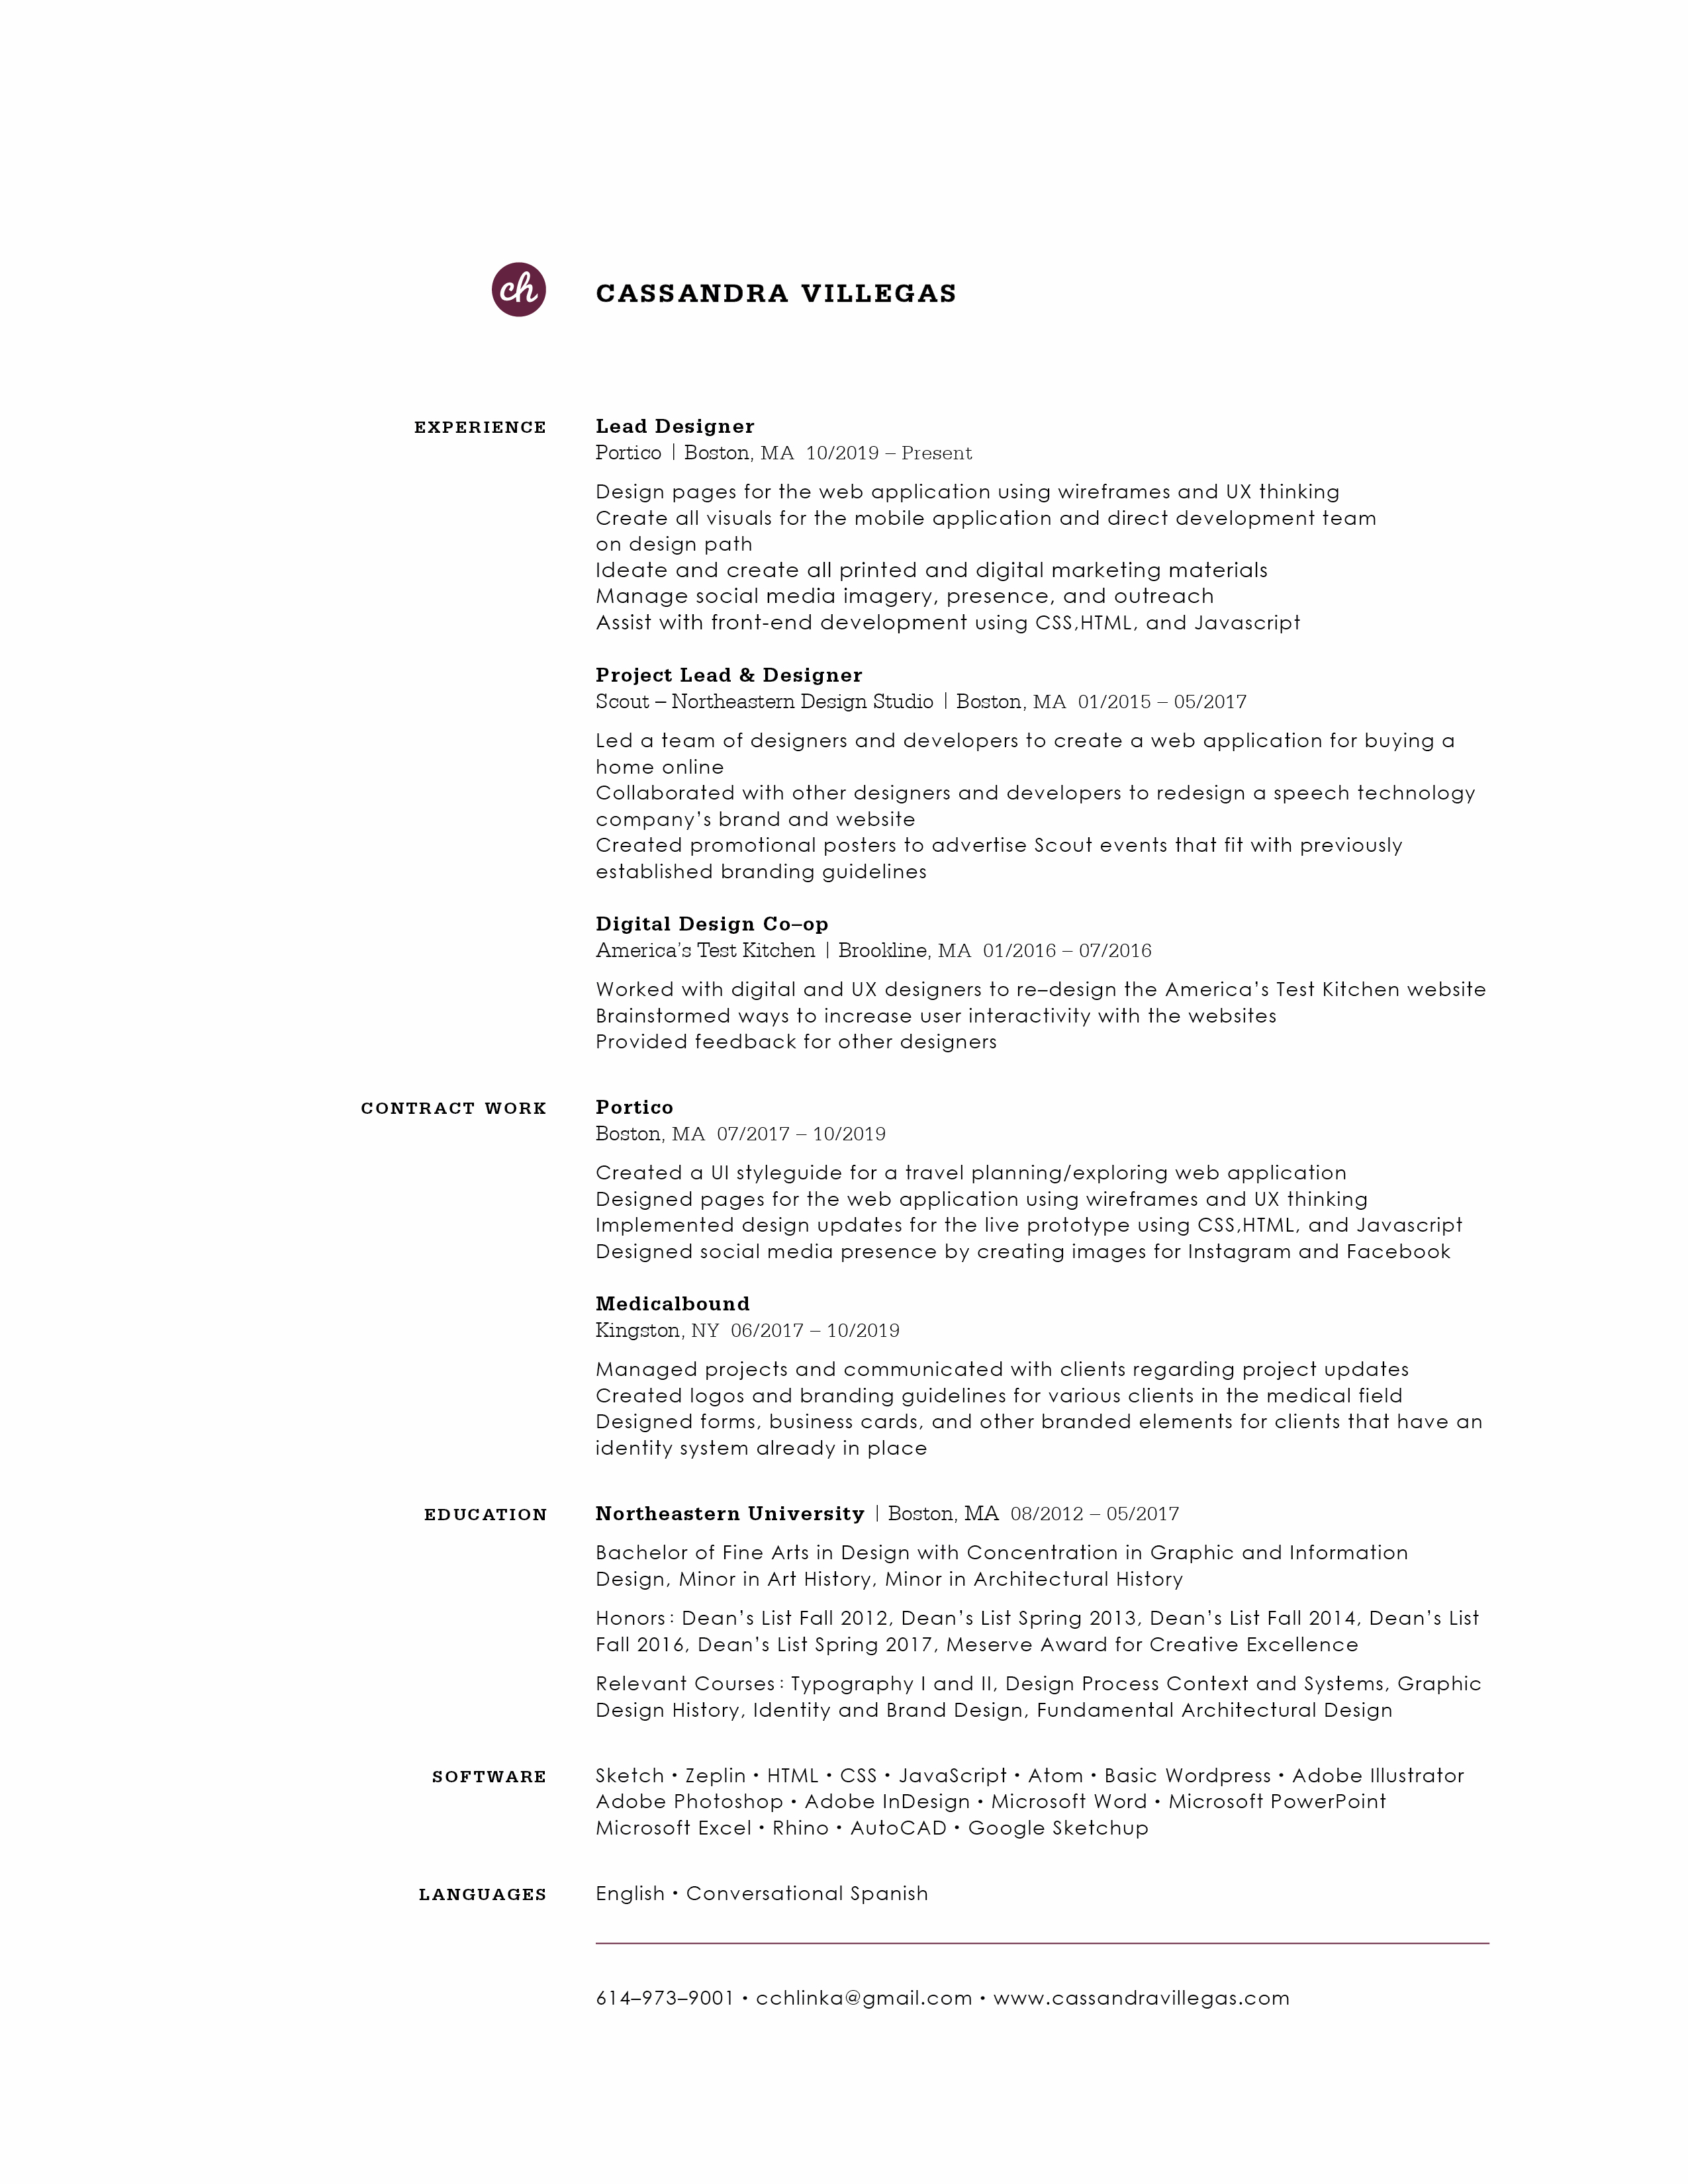 ch CASSANDRA VILLEGAS
EXPERIENCE Lead Designer
Portico | Boston, MA 10/2019 – Present
Design pages for the web application using wireframes and UX thinking
Create all visuals for the mobile application and direct development team
on design path
Ideate and create all printed and digital marketing materials
Manage social media imagery, presence, and outreach
Assist with front-end development using CSS,HTML, and Javascript
Project Lead & Designer
Scout – Northeastern Design Studio | Boston, MA 01/2015 – 05/2017
Led a team of designers and developers to create a web application for buying a
home online
Collaborated with other designers and developers to redesign a speech technology
company’s brand and website
Created promotional posters to advertise Scout events that fit with previously
established branding guidelines
Digital Design Co–op
America’s Test Kitchen | Brookline, MA 01/2016 – 07/2016
Worked with digital and UX designers to re–design the America’s Test Kitchen website
Brainstormed ways to increase user interactivity with the websites
Provided feedback for other designers
CONTRACT WORK Portico
Boston, MA 07/2017 – 10/2019
Created a UI styleguide for a travel planning/exploring web application
Designed pages for the web application using wireframes and UX thinking
Implemented design updates for the live prototype using CSS,HTML, and Javascript
Designed social media presence by creating images for Instagram and Facebook
Medicalbound
Kingston, NY 06/2017 – 10/2019
Managed projects and communicated with clients regarding project updates
Created logos and branding guidelines for various clients in the medical field
Designed forms, business cards, and other branded elements for clients that have an
identity system already in place
EDUCATION Northeastern University | Boston, MA 08/2012 – 05/2017
Bachelor of Fine Arts in Design with Concentration in Graphic and Information
Design, Minor in Art History, Minor in Architectural History
Honors: Dean’s List Fall 2012, Dean’s List Spring 2013, Dean’s List Fall 2014, Dean’s List
Fall 2016, Dean’s List Spring 2017, Meserve Award for Creative Excellence
Relevant Courses: Typography I and II, Design Process Context and Systems, Graphic
Design History, Identity and Brand Design, Fundamental Architectural Design
SOFTWARE Sketch • Zeplin • HTML • CSS • JavaScript • Atom • Basic Wordpress • Adobe Illustrator
Adobe Photoshop • Adobe InDesign • Microsoft Word • Microsoft PowerPoint
Microsoft Excel • Rhino • AutoCAD • Google Sketchup
LANGUAGES English • Conversational Spanish
614–973–9001 • cchlinka@gmail.com • www.cassandravillegas.com